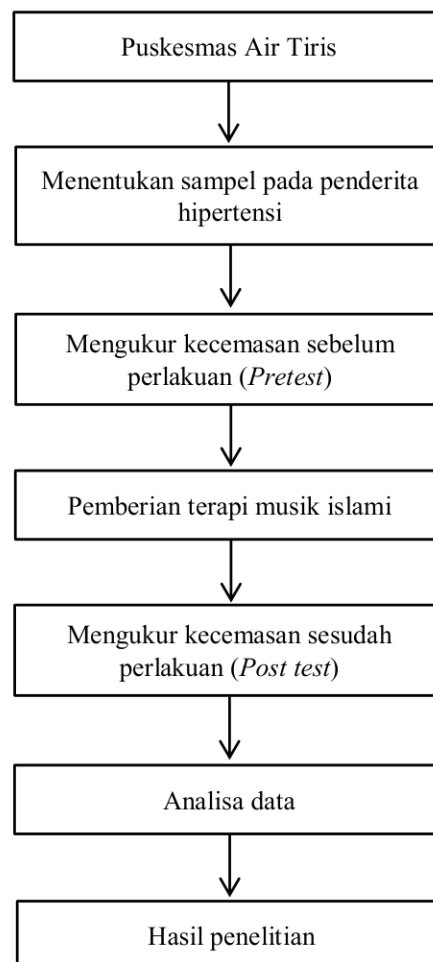 Puskesmas Air Tiris
Menentukan sampel pada penderita
hipertensi
Mengukur kecemasan sebelum
perlakuan (Pretest)
Pemberian terapi musik islami
Mengukur kecemasan sesudah
perlakuan (Post test)
Analisa data
Hasil penelitian